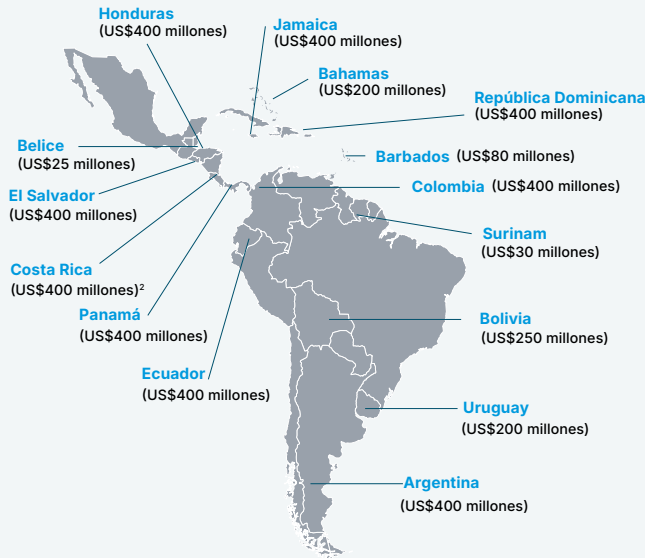 Honduras
(US$400 millones)
Jamaica
(US$400 millones)
Bahamas
(US$200 millones)
República Dominicana
(US$400 millones)
Belice
(US$25 millones)
Barbados (US$80 millones)
El Salvador
(US$400 millones)
Colombia (US$400 millones)
Surinam
(US$30 millones)
Costa Rica
(US$400 millones)²
Panamá
(US$400 millones)
Bolivia
(US$250 millones)
Ecuador
(US$400 millones)
Uruguay
(US$200 millones)
Argentina
(US$400 millones)